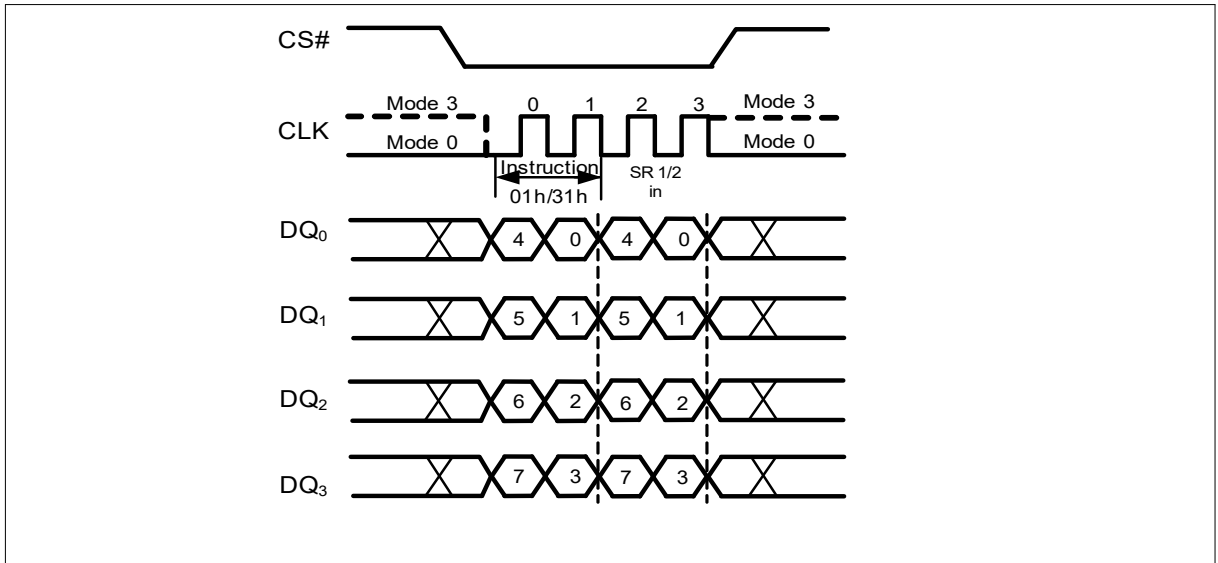 CS#
Mode 3 0 1 2 3 Mode 3
CLK
Mode 0 Mode 0
Instruction SR 1/2
01h/31h in
DQ0 4 0 4 0
DQ1 5 1 5 1
DQ2 6 2 6 2
DQ3 7 3 7 3